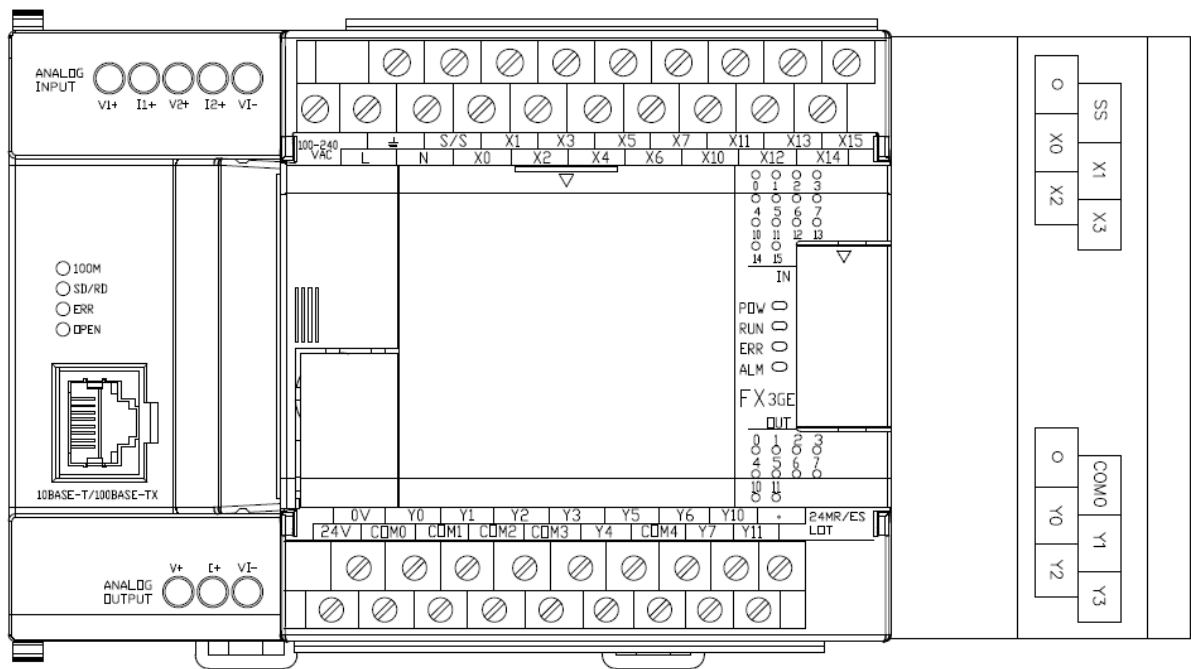 ANALOG
INPUT
V1+ I1+ V2+ I2+ VI-
100-240
VAC
⏚ S/S X1 X3 X5 X7 X11 X13 X15
L N X0 X2 X4 X6 X10 X12 X14
0 1 2 3
4 5 6 7
10 11 12 13
14 15
IN
100M
SD/RD
ERR
OPEN
POW
RUN
ERR
ALM
FX3GE
OUT
0 1 2 3
4 5 6 7
10 11
10BASE-T/100BASE-TX
0V Y0 Y1 Y2 Y3 Y5 Y6 Y10 •
24V COM0 COM1 COM2 COM3 Y4 COM4 Y7 Y11
24MR/ES
LOT
ANALOG
OUTPUT
V+ I+ VI-
SS
X0 X1
X2 X3
COM0
Y0 Y1
Y2 Y3